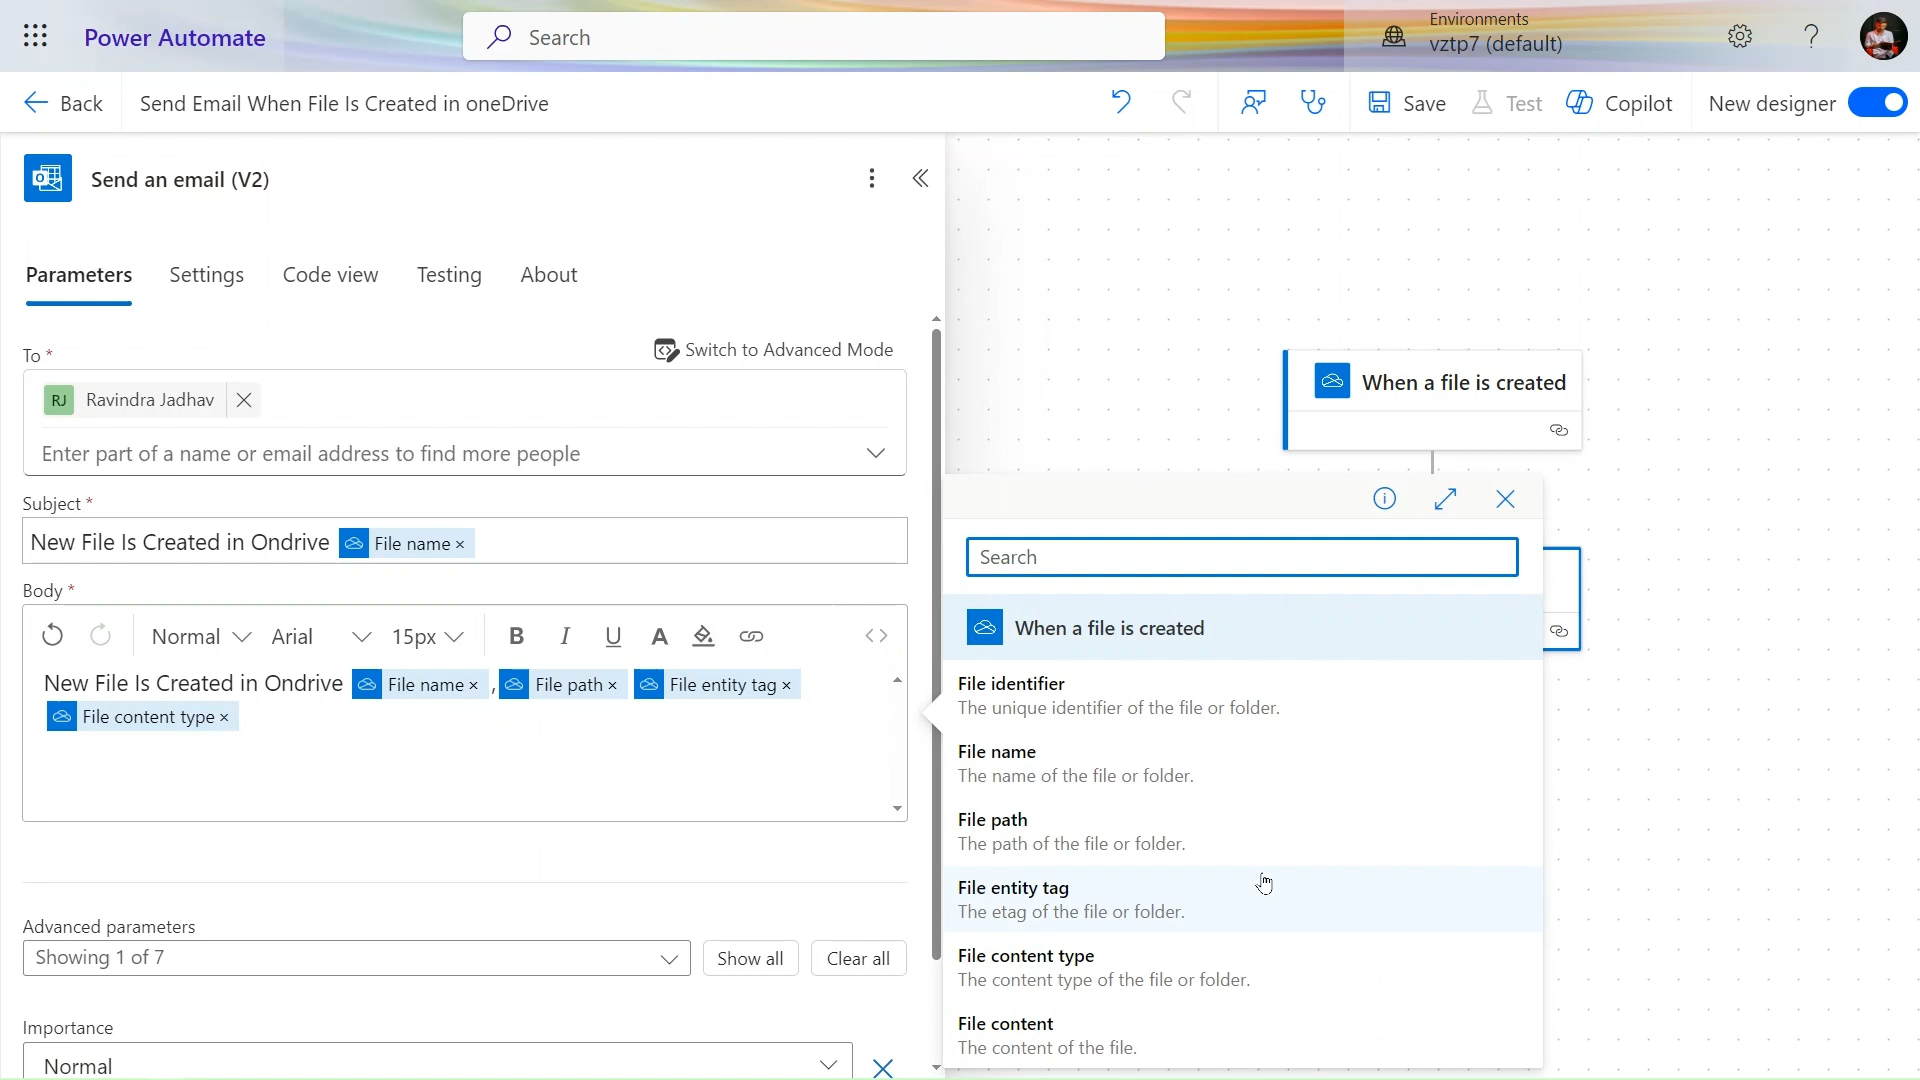 Power Automate
Search
Environments
vztp7 (default)
Back
Send Email When File Is Created in oneDrive
Save
Test
Copilot
New designer
Send an email (V2)
Parameters
Settings
Code view
Testing
About
To *
Switch to Advanced Mode
RJ
Ravindra Jadhav
Enter part of a name or email address to find more people
Subject *
New File Is Created in Ondrive File name ×
Body *
Normal
Arial
15px
B
I
U
A
New File Is Created in Ondrive File name × , File path × File entity tag ×
File content type ×
Advanced parameters
Showing 1 of 7
Show all
Clear all
Importance
Normal
When a file is created
Search
When a file is created
File identifier
The unique identifier of the file or folder.
File name
The name of the file or folder.
File path
The path of the file or folder.
File entity tag
The etag of the file or folder.
File content type
The content type of the file or folder.
File content
The content of the file.